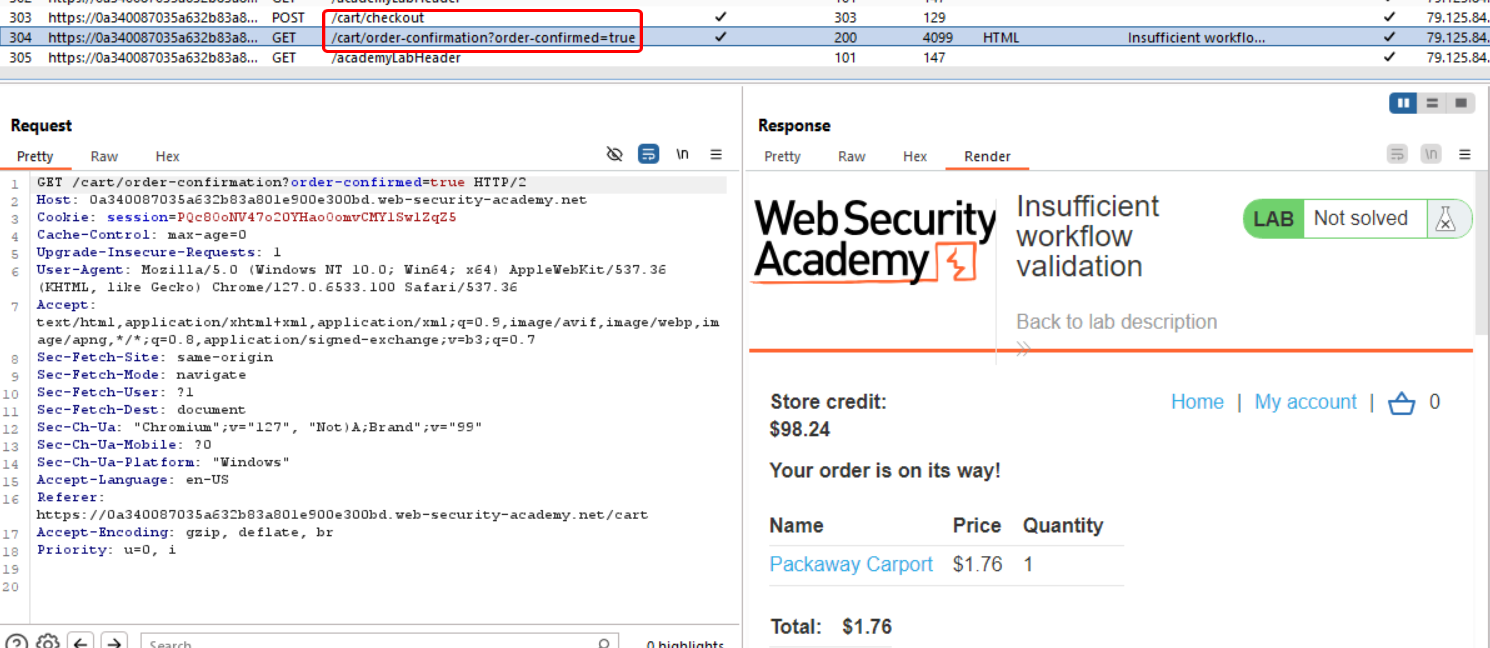 303 https://0a340087035a632b83a8... POST /cart/checkout ✓ 303 129 ✓ 79.125.84.
304 https://0a340087035a632b83a8... GET /cart/order-confirmation?order-confirmed=true ✓ 200 4099 HTML Insufficient workflo... ✓ 79.125.84.
305 https://0a340087035a632b83a8... GET /academyLabHeader 101 147 ✓ 79.125.84.
Request
Pretty Raw Hex
\n
1 GET /cart/order-confirmation?order-confirmed=true HTTP/2
2 Host: 0a340087035a632b83a801e900e300bd.web-security-academy.net
3 Cookie: session=PQc80oNV47o20YHao0omvCMYlSwlZqZ5
4 Cache-Control: max-age=0
5 Upgrade-Insecure-Requests: 1
6 User-Agent: Mozilla/5.0 (Windows NT 10.0; Win64; x64) AppleWebKit/537.36
(KHTML, like Gecko) Chrome/127.0.6533.100 Safari/537.36
7 Accept:
text/html,application/xhtml+xml,application/xml;q=0.9,image/avif,image/webp,im
age/apng,*/*;q=0.8,application/signed-exchange;v=b3;q=0.7
8 Sec-Fetch-Site: same-origin
9 Sec-Fetch-Mode: navigate
10 Sec-Fetch-User: ?1
11 Sec-Fetch-Dest: document
12 Sec-Ch-Ua: "Chromium";v="127", "Not)A;Brand";v="99"
13 Sec-Ch-Ua-Mobile: ?0
14 Sec-Ch-Ua-Platform: "Windows"
15 Accept-Language: en-US
16 Referer:
https://0a340087035a632b83a801e900e300bd.web-security-academy.net/cart
17 Accept-Encoding: gzip, deflate, br
18 Priority: u=0, i
19
20
Search
0 highlights
Response
Pretty Raw Hex Render
\n
Web Security
Academy
Insufficient
workflow
validation
LAB Not solved
Back to lab description
Store credit:
$98.24
Home | My account | 0
Your order is on its way!
Name Price Quantity
Packaway Carport $1.76 1
Total: $1.76